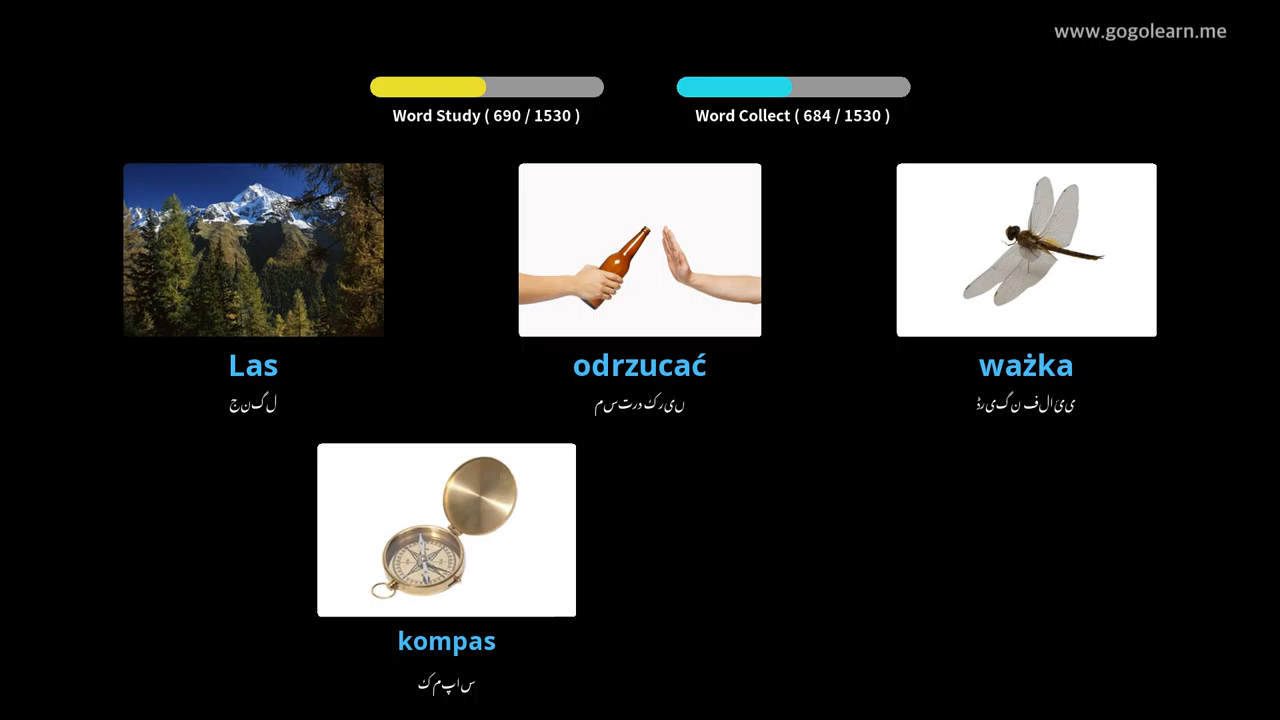 www.gogolearn.me
Word Study ( 690 / 1530 )
Word Collect ( 684 / 1530 )
Las
جنگل
odrzucać
مسترد کریں
ważka
ڈریگن فلائی
kompas
کمپاس